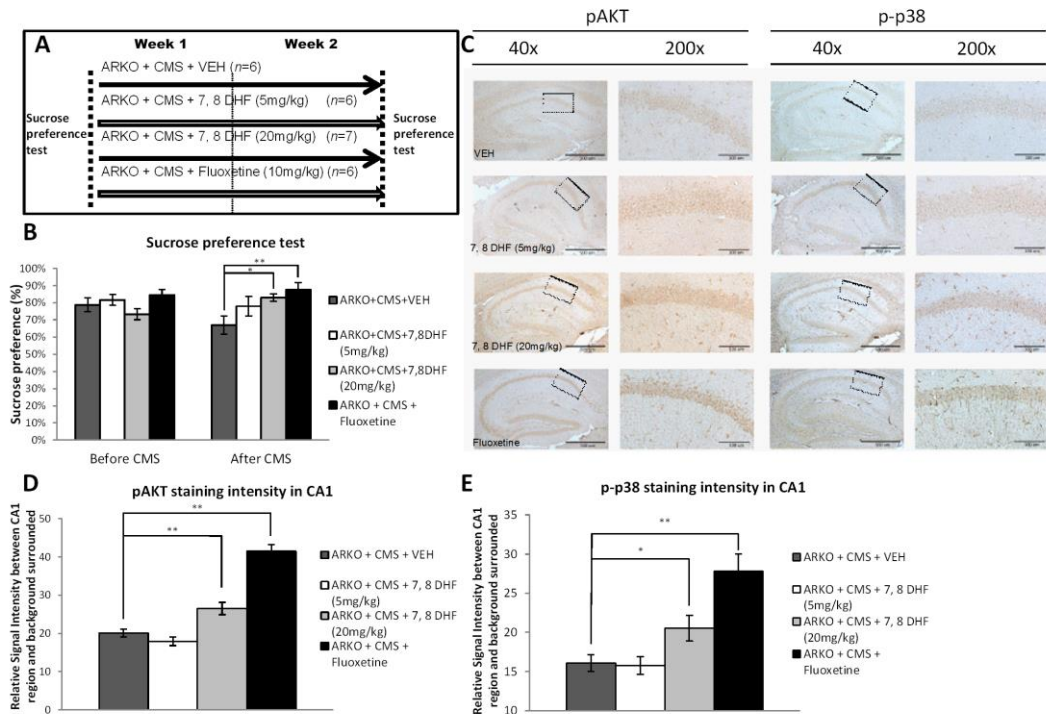 A
Week 1 Week 2
ARKO + CMS + VEH (n=6)
ARKO + CMS + 7, 8 DHF (5mg/kg) (n=6)
ARKO + CMS + 7, 8 DHF (20mg/kg) (n=7)
ARKO + CMS + Fluoxetine (10mg/kg) (n=6)
Sucrose
preference
test
Sucrose
preference
test
B
Sucrose preference test
Sucrose preference (%)
100%
90%
80%
70%
60%
50%
40%
30%
20%
10%
0%
**
*
Before CMS
After CMS
ARKO+CMS+VEH
ARKO+CMS+7,8DHF
(5mg/kg)
ARKO+CMS+7,8DHF
(20mg/kg)
ARKO + CMS +
Fluoxetine
C
pAKT
p-p38
40x
200x
40x
200x
VEH
7, 8 DHF (5mg/kg)
7, 8 DHF (20mg/kg)
Fluoxetine
D
pAKT staining intensity in CA1
Relative Signal Intensity between CA1
region and background surrounded
50
40
30
20
10
0
**
**
ARKO + CMS + VEH
ARKO + CMS + 7, 8 DHF
(5mg/kg)
ARKO + CMS + 7, 8 DHF
(20mg/kg)
ARKO + CMS +
Fluoxetine
E
p-p38 staining intensity in CA1
Relative Signal Intensity between CA1
region and background surrounded
35
30
25
20
15
10
**
*
ARKO + CMS + VEH
ARKO + CMS + 7, 8 DHF
(5mg/kg)
ARKO + CMS + 7, 8 DHF
(20mg/kg)
ARKO + CMS +
Fluoxetine